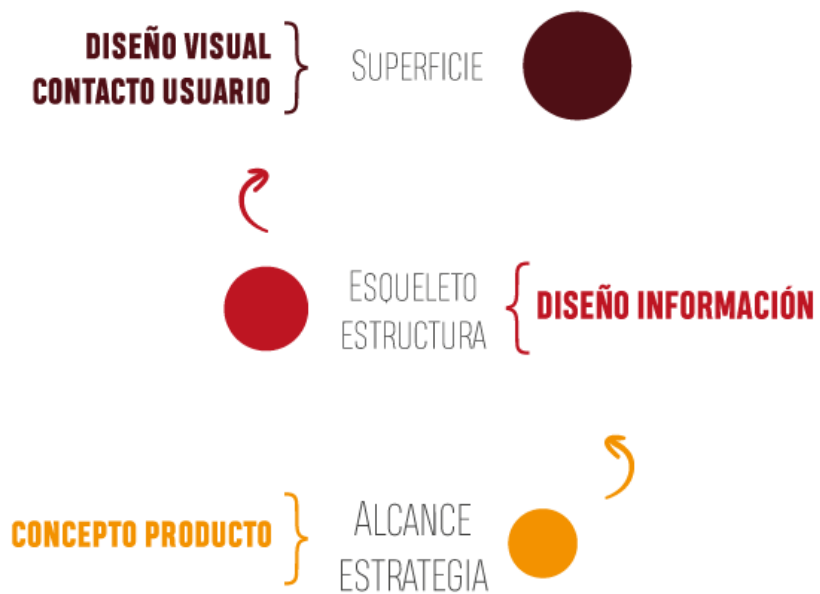 DISEÑO VISUAL
CONTACTO USUARIO
SUPERFICIE
ESQUELETO
ESTRUCTURA
DISEÑO INFORMACIÓN
CONCEPTO PRODUCTO
ALCANCE
ESTRATEGIA